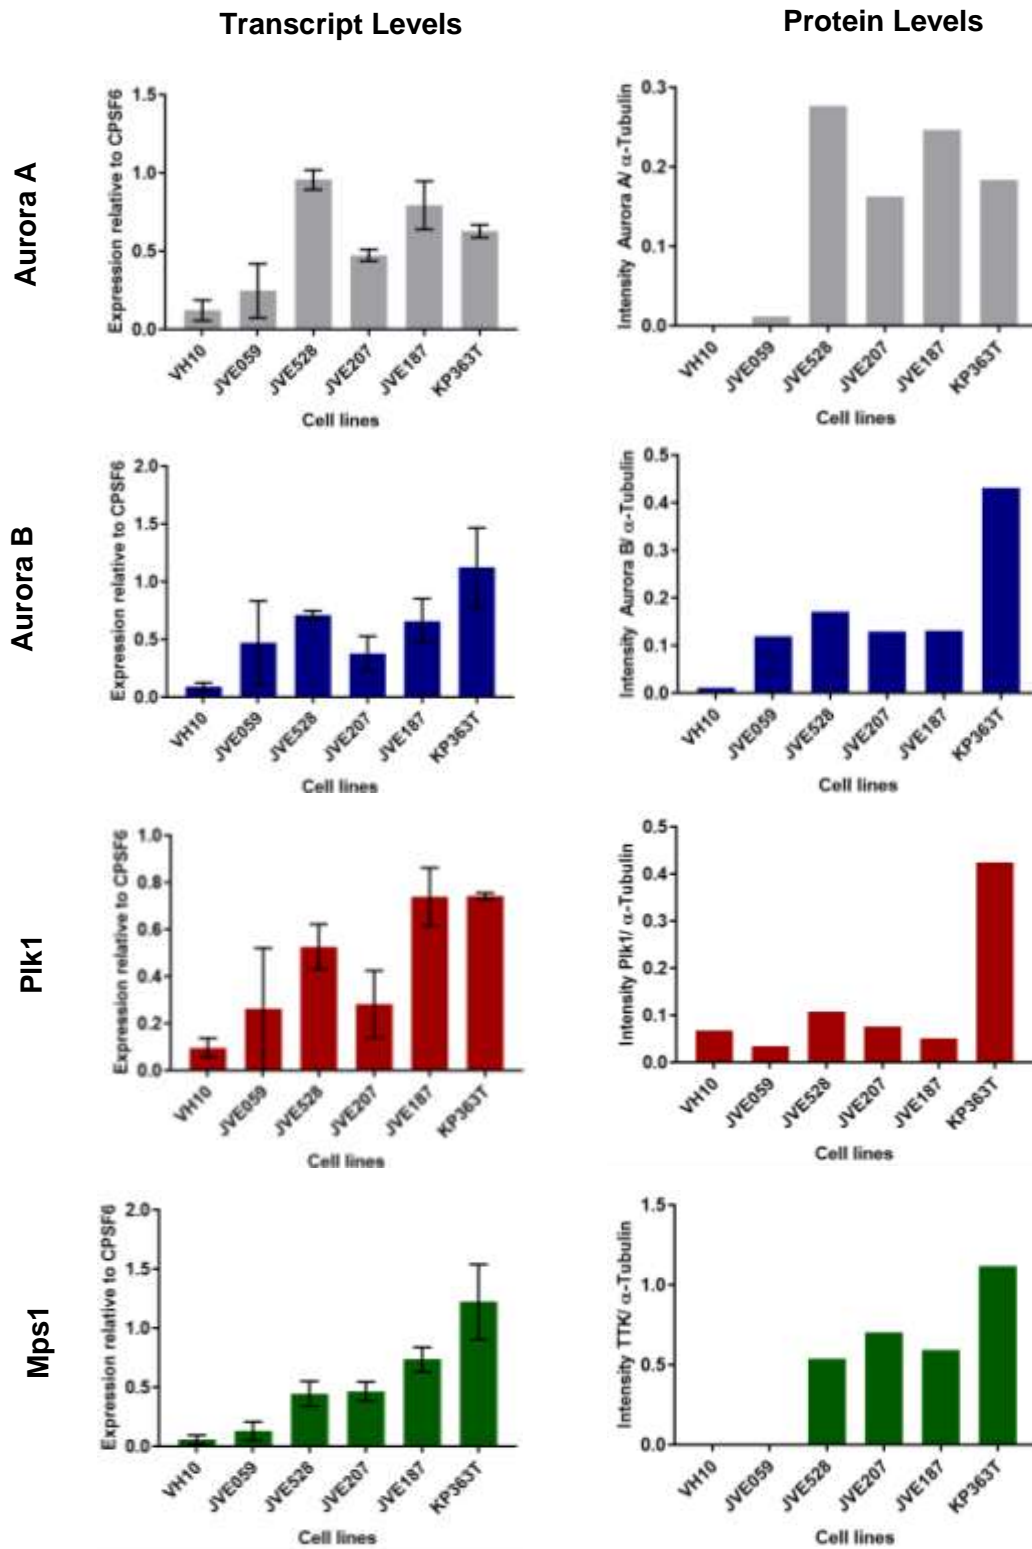 Transcript Levels
Protein Levels
Aurora A
Expression relative to CPSF6
1.5
1.0
0.5
0.0
VH10
JVE059
JVE528
JVE207
JVE187
KP363T
Cell lines
Intensity Aurora A/ α-Tubulin
0.3
0.2
0.1
0.0
VH10
JVE059
JVE528
JVE207
JVE187
KP363T
Cell lines
Aurora B
Expression relative to CPSF6
2.0
1.5
1.0
0.5
0.0
VH10
JVE059
JVE528
JVE207
JVE187
KP363T
Cell lines
Intensity Aurora B/ α-Tubulin
0.5
0.4
0.3
0.2
0.1
0.0
VH10
JVE059
JVE528
JVE207
JVE187
KP363T
Cell lines
Plk1
Expression relative to CPSF6
1.0
0.8
0.6
0.4
0.2
0.0
VH10
JVE059
JVE528
JVE207
JVE187
KP363T
Cell lines
Intensity Plk1/ α-Tubulin
0.5
0.4
0.3
0.2
0.1
0.0
VH10
JVE059
JVE528
JVE207
JVE187
KP363T
Cell lines
Mps1
Expression relative to CPSF6
2.0
1.5
1.0
0.5
0.0
VH10
JVE059
JVE528
JVE207
JVE187
KP363T
Cell lines
Intensity TTK/ α-Tubulin
1.5
1.0
0.5
0.0
VH10
JVE059
JVE528
JVE207
JVE187
KP363T
Cell lines